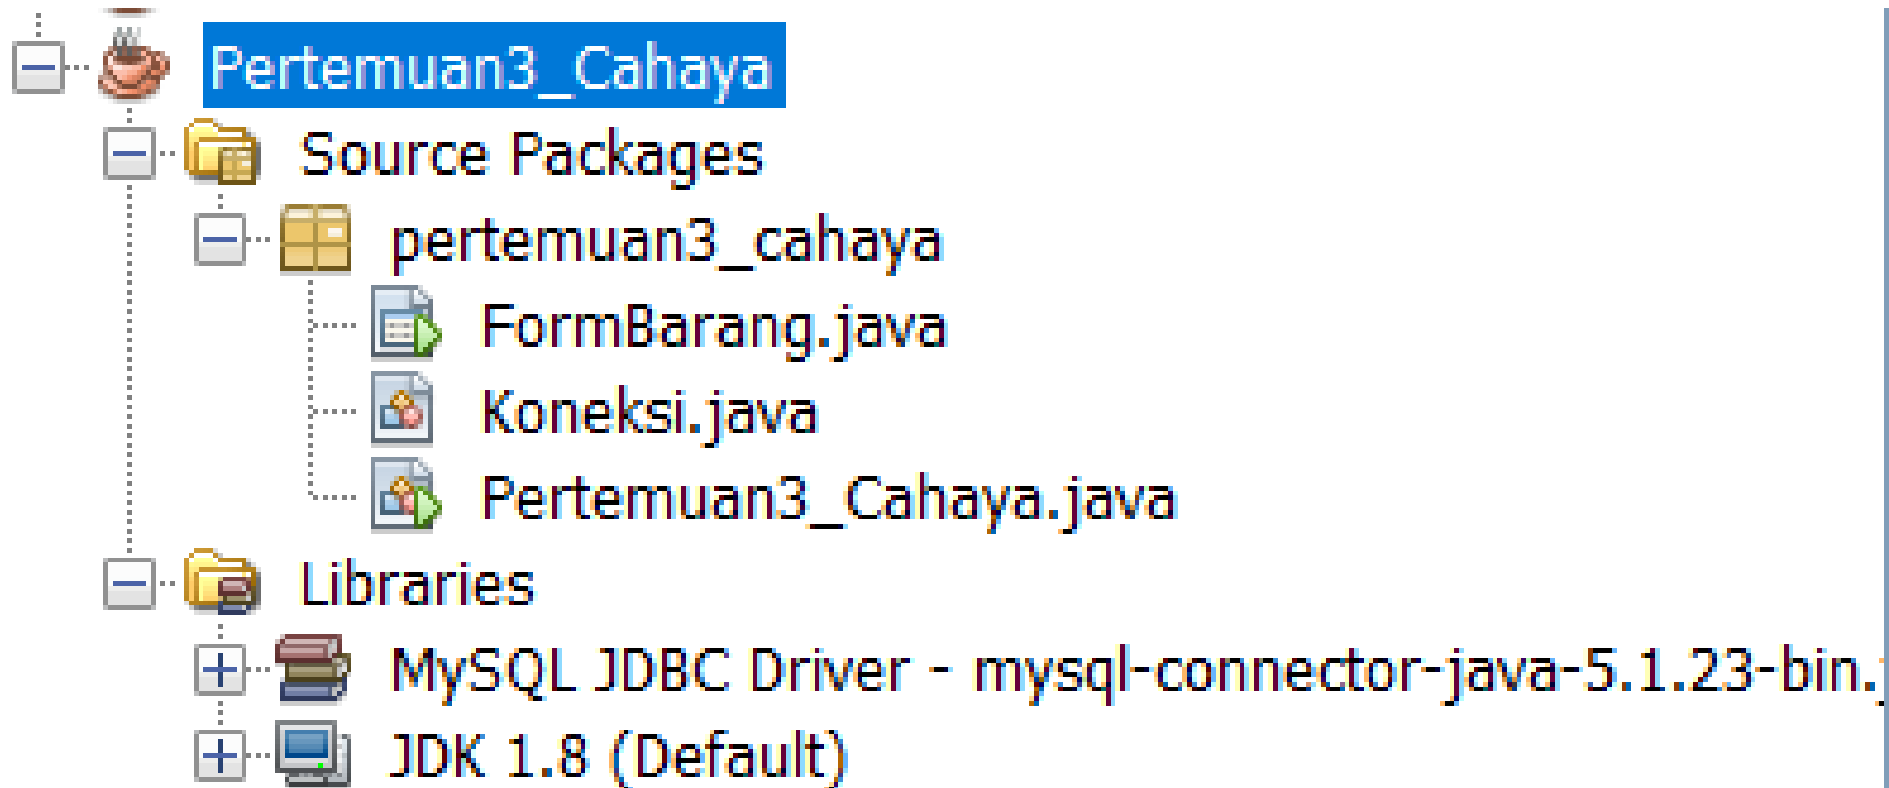 Pertemuan3_Cahaya
Source Packages
pertemuan3_cahaya
FormBarang.java
Koneksi.java
Pertemuan3_Cahaya.java
Libraries
MySQL JDBC Driver - mysql-connector-java-5.1.23-bin.j
JDK 1.8 (Default)